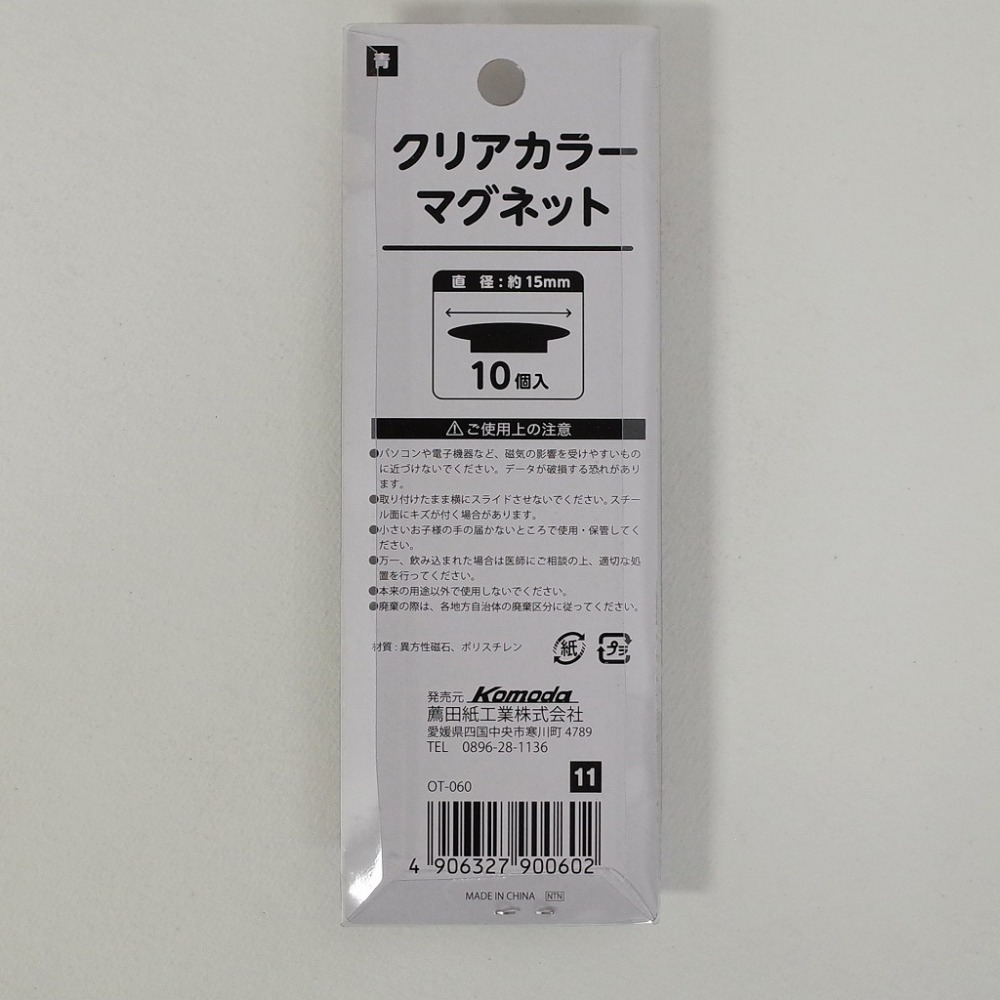 青
クリアカラー
マグネット
直 径：約15mm
10個入
⚠ご使用上の注意
●パソコンや電子機器など、磁気の影響を受けやすいもの
に近づけないでください。データが破損する恐れがあり
ます。
●取り付けたまま横にスライドさせないでください。スチー
ル面にキズが付く場合があります。
●小さいお子様の手の届かないところで使用・保管してく
ださい。
●万一、飲み込まれた場合は医師にご相談の上、適切な処
置を行ってください。
●本来の用途以外で使用しないでください。
●廃棄の際は、各地方自治体の廃棄区分に従ってください。
材質：異方性磁石、ポリスチレン
紙 プラ
発売元 Komoda
薦田紙工業株式会社
愛媛県四国中央市寒川町 4789
TEL 0896-28-1136
11
OT-060
4 906327 900602
MADE IN CHINA NTN